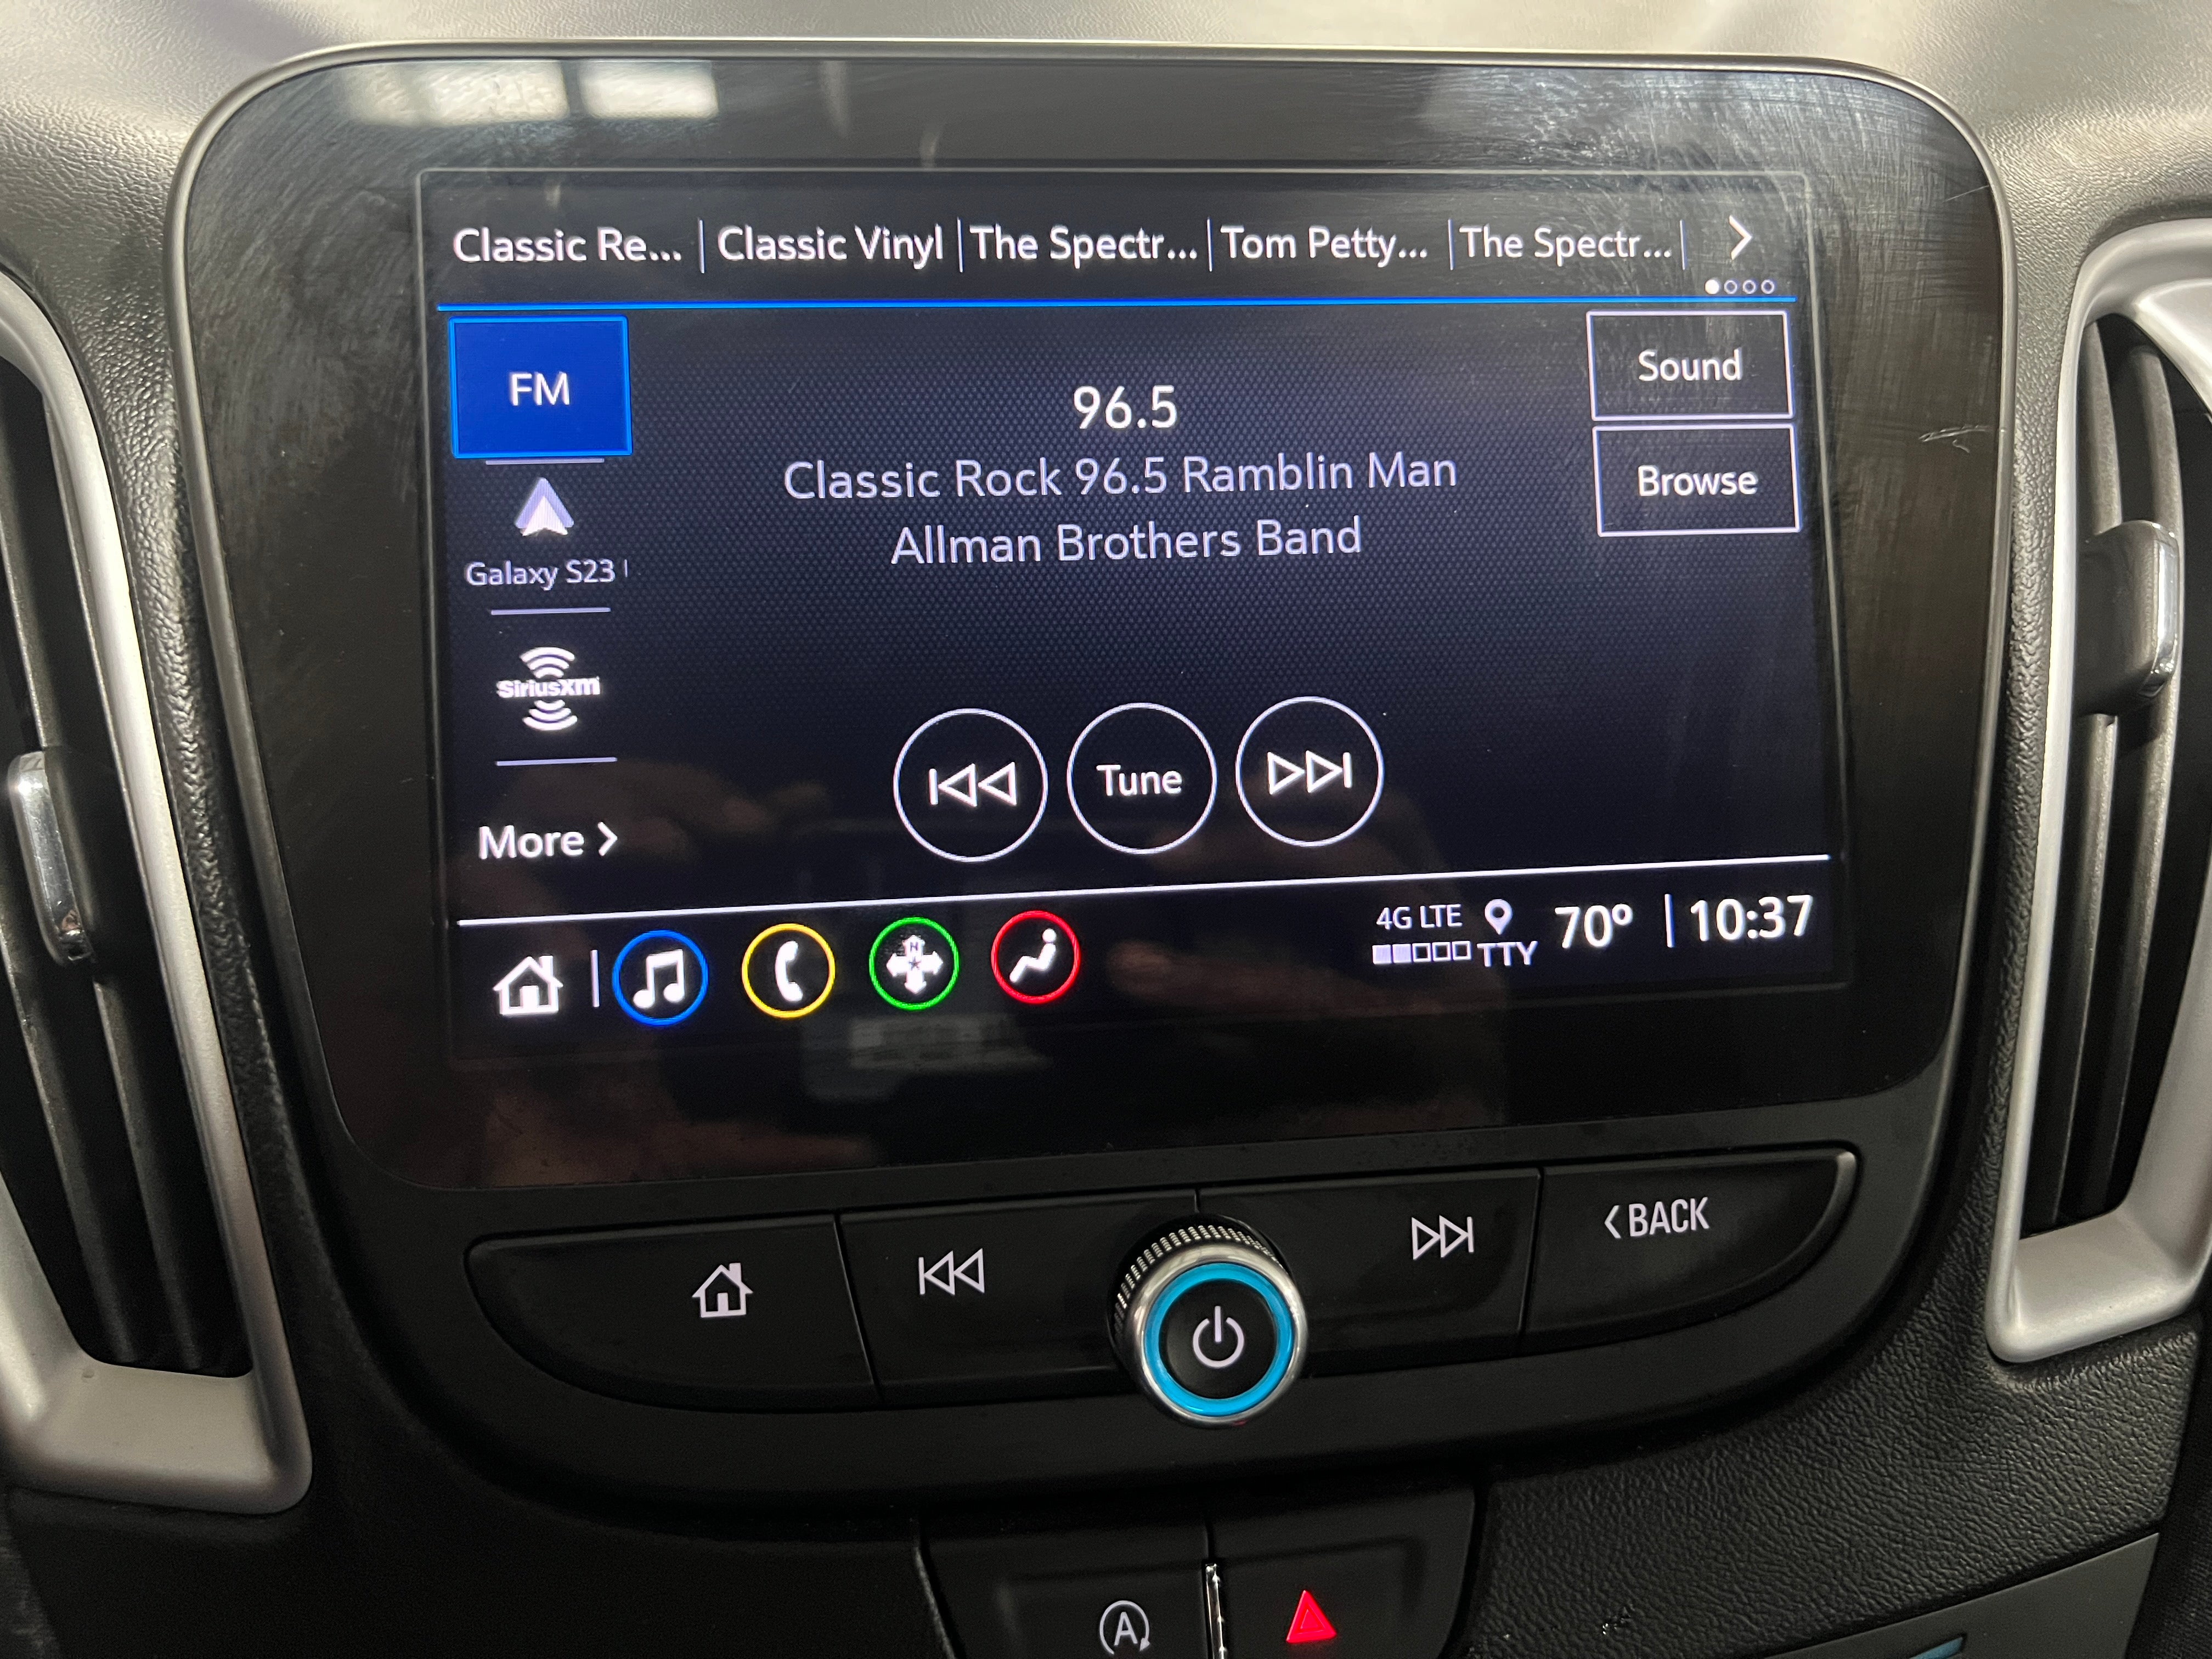 Classic Re... Classic Vinyl The Spectr... Tom Petty... The Spectr...
FM
Sound
96.5
Browse
Classic Rock 96.5 Ramblin Man
Allman Brothers Band
Galaxy S23
SiriusXM
Tune
More
4G LTE
TTY
70° 10:37
N
BACK
A